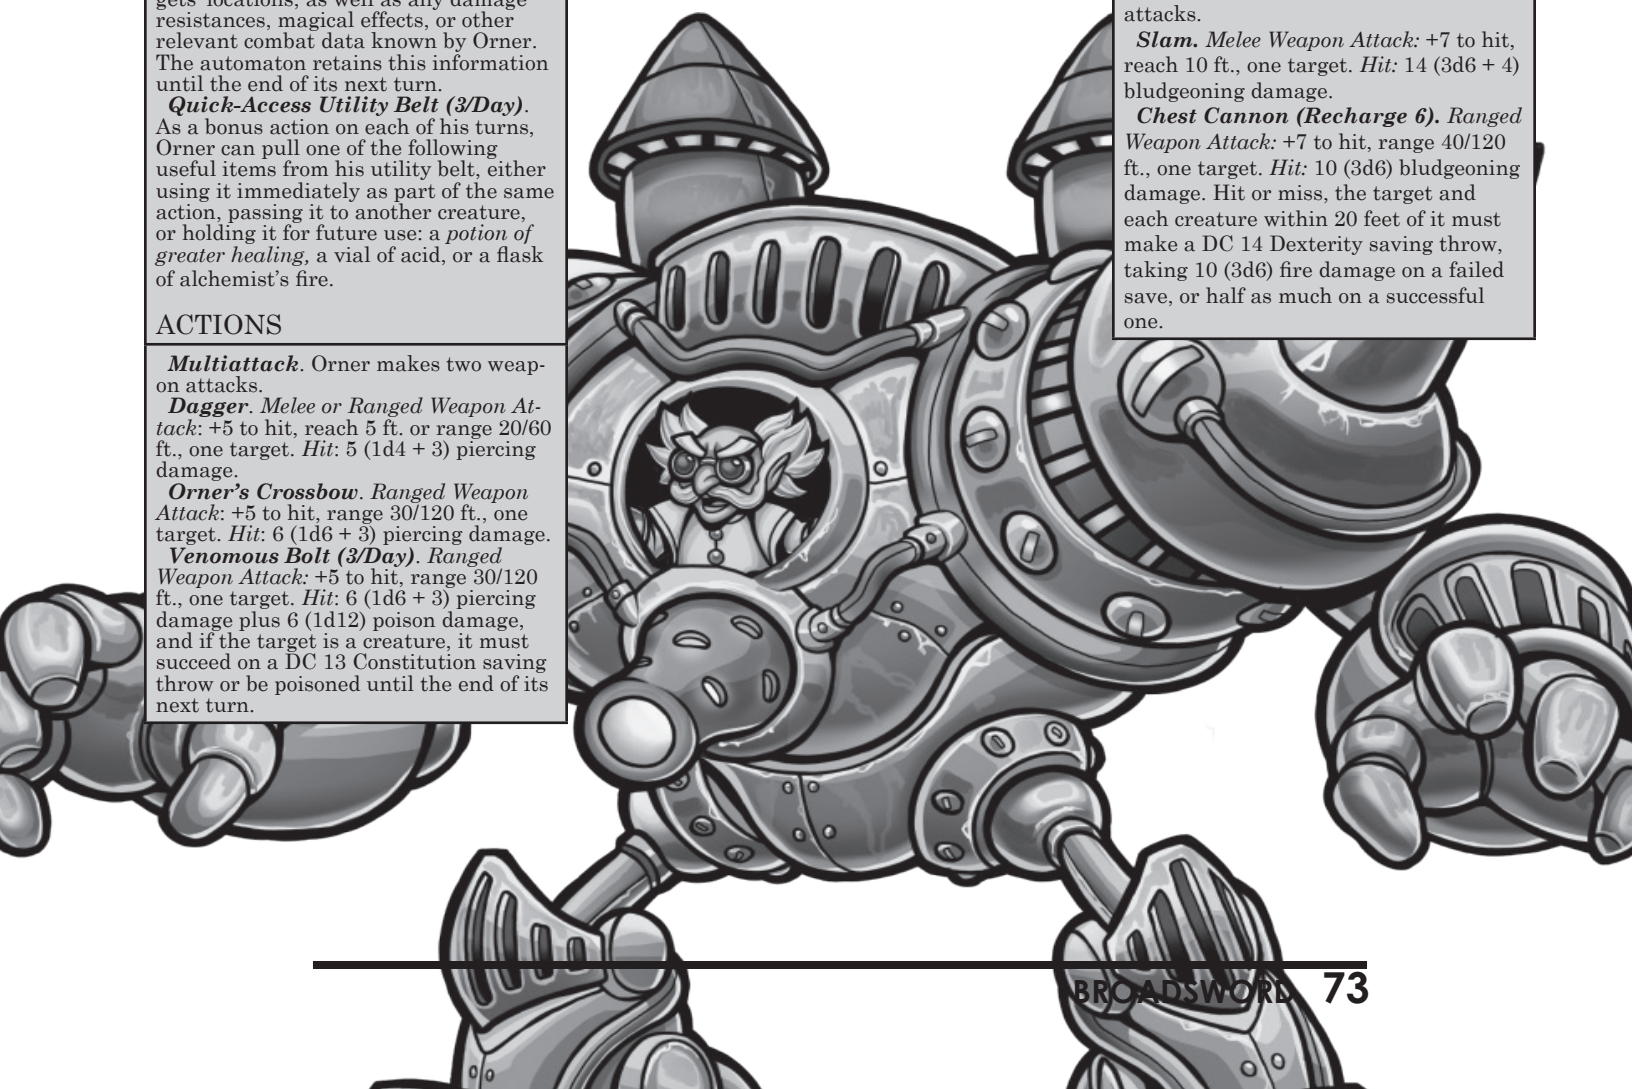 gets' locations, as well as any damage
resistances, magical effects, or other
relevant combat data known by Orner.
The automaton retains this information
until the end of its next turn.
Quick-Access Utility Belt (3/Day).
As a bonus action on each of his turns,
Orner can pull one of the following
useful items from his utility belt, either
using it immediately as part of the same
action, passing it to another creature,
or holding it for future use: a potion of
greater healing, a vial of acid, or a flask
of alchemist's fire.
ACTIONS
Multiattack. Orner makes two weap-
on attacks.
Dagger. Melee or Ranged Weapon At-
tack: +5 to hit, reach 5 ft. or range 20/60
ft., one target. Hit: 5 (1d4 + 3) piercing
damage.
Orner's Crossbow. Ranged Weapon
Attack: +5 to hit, range 30/120 ft., one
target. Hit: 6 (1d6 + 3) piercing damage.
Venomous Bolt (3/Day). Ranged
Weapon Attack: +5 to hit, range 30/120
ft., one target. Hit: 6 (1d6 + 3) piercing
damage plus 6 (1d12) poison damage,
and if the target is a creature, it must
succeed on a DC 13 Constitution saving
throw or be poisoned until the end of its
next turn.
attacks.
Slam. Melee Weapon Attack: +7 to hit,
reach 10 ft., one target. Hit: 14 (3d6 + 4)
bludgeoning damage.
Chest Cannon (Recharge 6). Ranged
Weapon Attack: +7 to hit, range 40/120
ft., one target. Hit: 10 (3d6) bludgeoning
damage. Hit or miss, the target and
each creature within 20 feet of it must
make a DC 14 Dexterity saving throw,
taking 10 (3d6) fire damage on a failed
save, or half as much on a successful
one.
BROADSWORD 73